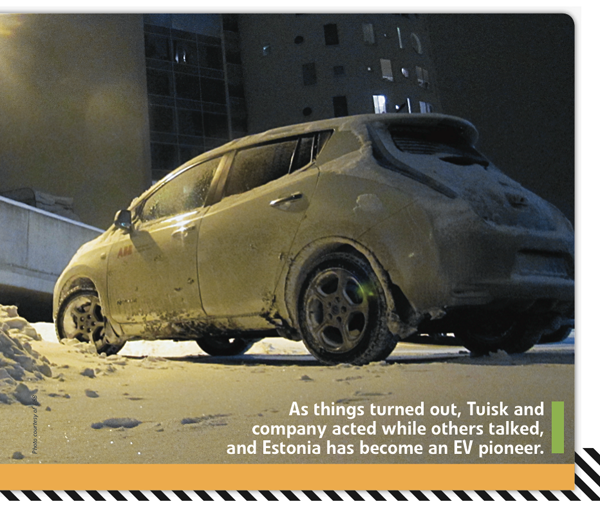 As things turned out, Tuisk and
company acted while others talked,
and Estonia has become an EV pioneer.
ABB
Photo courtesy of